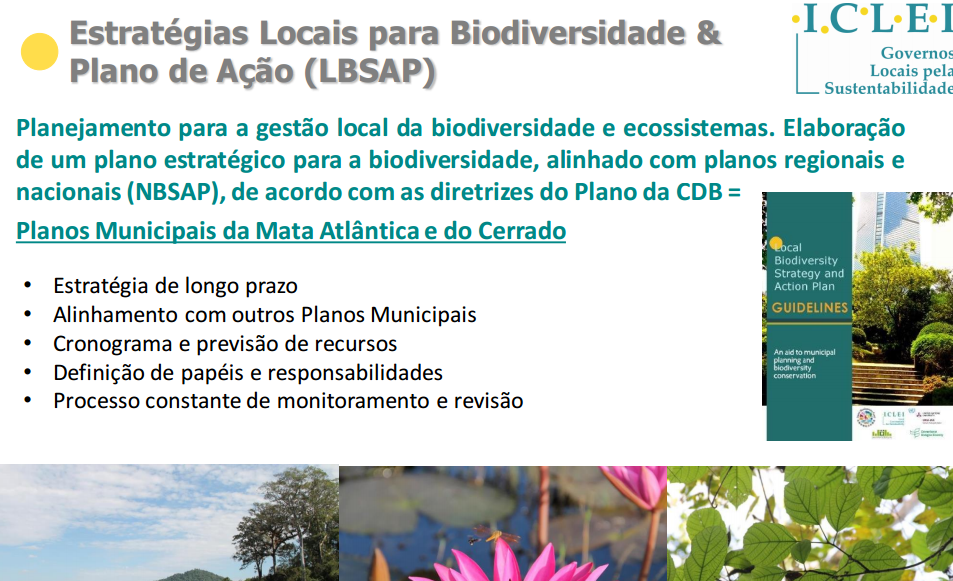 Estratégias Locais para Biodiversidade &
Plano de Ação (LBSAP)
I.C.L.E.I
Governos
Locais pela
Sustentabilidade
Planejamento para a gestão local da biodiversidade e ecossistemas. Elaboração
de um plano estratégico para a biodiversidade, alinhado com planos regionais e
nacionais (NBSAP), de acordo com as diretrizes do Plano da CDB =
Planos Municipais da Mata Atlântica e do Cerrado
• Estratégia de longo prazo
• Alinhamento com outros Planos Municipais
• Cronograma e previsão de recursos
• Definição de papéis e responsabilidades
• Processo constante de monitoramento e revisão
Local
Biodiversity
Strategy and
Action Plan
GUIDELINES
An aid to municipal
planning and
biodiversity
conservation
ICLEI